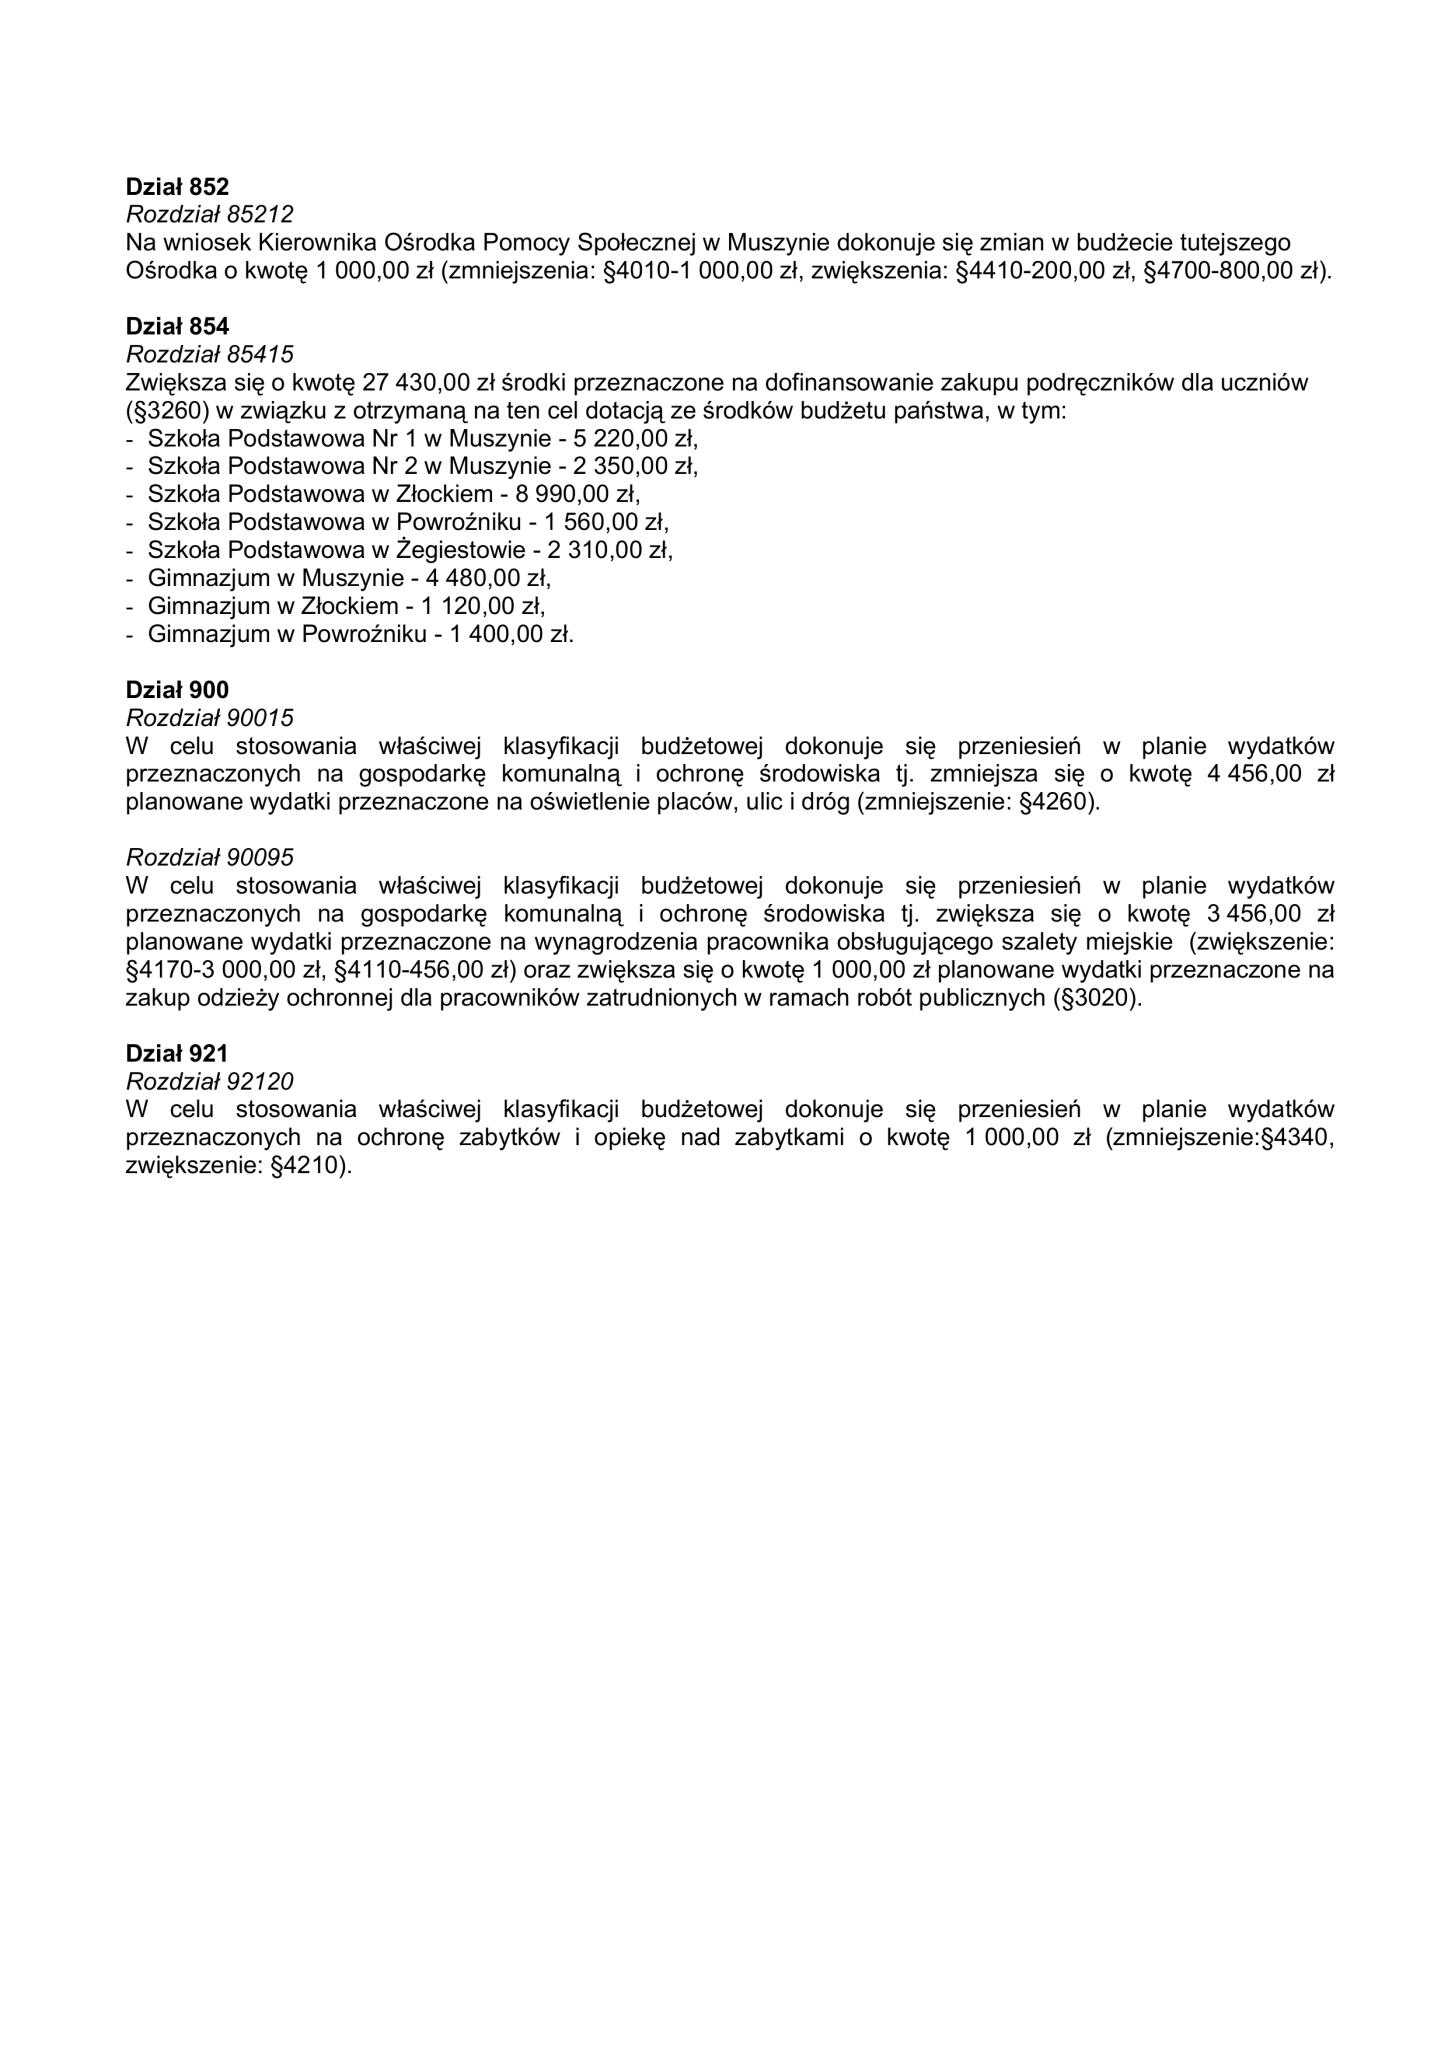 Dział 852
Rozdział 85212
Na wniosek Kierownika Ośrodka Pomocy Społecznej w Muszynie dokonuje się zmian w budżecie tutejszego
Ośrodka o kwotę 1 000,00 zł (zmniejszenia: §4010-1 000,00 zł, zwiększenia: §4410-200,00 zł, §4700-800,00 zł).
Dział 854
Rozdział 85415
Zwiększa się o kwotę 27 430,00 zł środki przeznaczone na dofinansowanie zakupu podręczników dla uczniów
(§3260) w związku z otrzymaną na ten cel dotacją ze środków budżetu państwa, w tym:
- Szkoła Podstawowa Nr 1 w Muszynie - 5 220,00 zł,
- Szkoła Podstawowa Nr 2 w Muszynie - 2 350,00 zł,
- Szkoła Podstawowa w Złockiem - 8 990,00 zł,
- Szkoła Podstawowa w Powroźniku - 1 560,00 zł,
- Szkoła Podstawowa w Żegiestowie - 2 310,00 zł,
- Gimnazjum w Muszynie - 4 480,00 zł,
- Gimnazjum w Złockiem - 1 120,00 zł,
- Gimnazjum w Powroźniku - 1 400,00 zł.
Dział 900
Rozdział 90015
W celu stosowania właściwej klasyfikacji budżetowej dokonuje się przeniesień w planie wydatków
przeznaczonych na gospodarkę komunalną i ochronę środowiska tj. zmniejsza się o kwotę 4 456,00 zł
planowane wydatki przeznaczone na oświetlenie placów, ulic i dróg (zmniejszenie: §4260).
Rozdział 90095
W celu stosowania właściwej klasyfikacji budżetowej dokonuje się przeniesień w planie wydatków
przeznaczonych na gospodarkę komunalną i ochronę środowiska tj. zwiększa się o kwotę 3 456,00 zł
planowane wydatki przeznaczone na wynagrodzenia pracownika obsługującego szalety miejskie (zwiększenie:
§4170-3 000,00 zł, §4110-456,00 zł) oraz zwiększa się o kwotę 1 000,00 zł planowane wydatki przeznaczone na
zakup odzieży ochronnej dla pracowników zatrudnionych w ramach robót publicznych (§3020).
Dział 921
Rozdział 92120
W celu stosowania właściwej klasyfikacji budżetowej dokonuje się przeniesień w planie wydatków
przeznaczonych na ochronę zabytków i opiekę nad zabytkami o kwotę 1 000,00 zł (zmniejszenie:§4340,
zwiększenie: §4210).